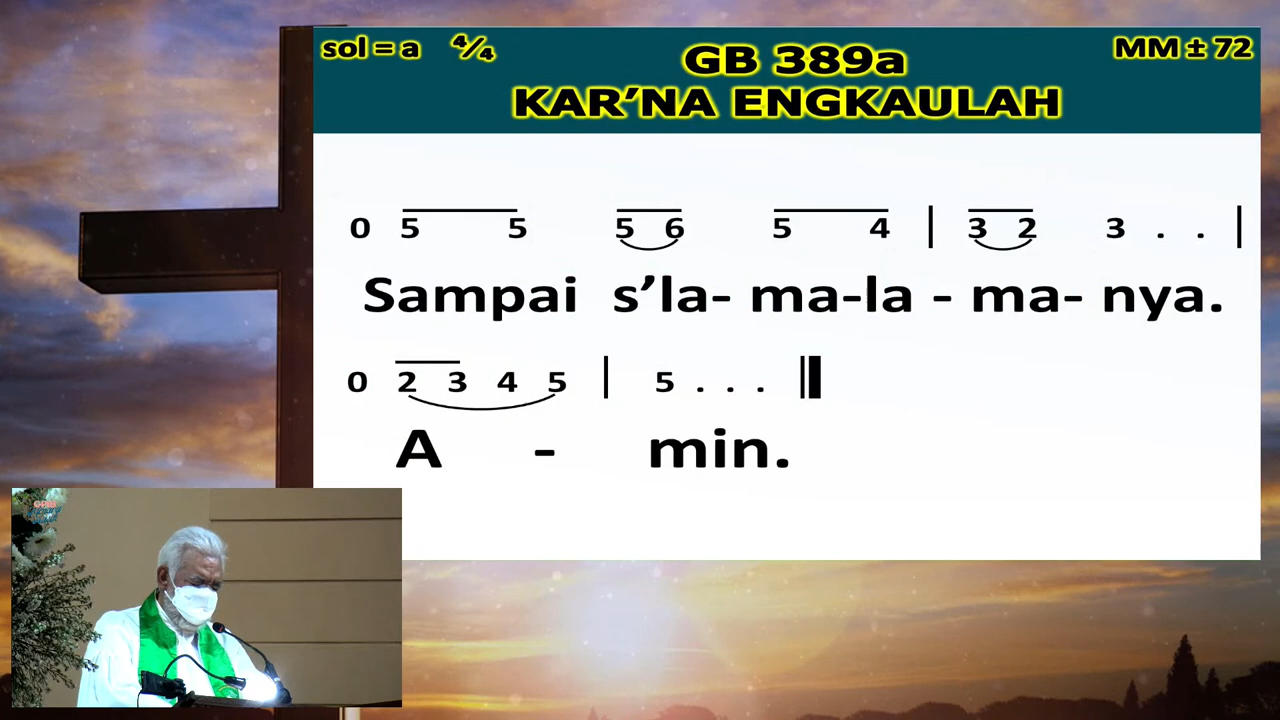 sol = a 4/4 MM ± 72
GB 389a
KAR'NA ENGKAULAH
0 5 5 5 6 5 4 | 3 2 3 . . |
Sampai s'la- ma-la - ma- nya.
0 2 3 4 5 | 5 . . . ||
A - min.